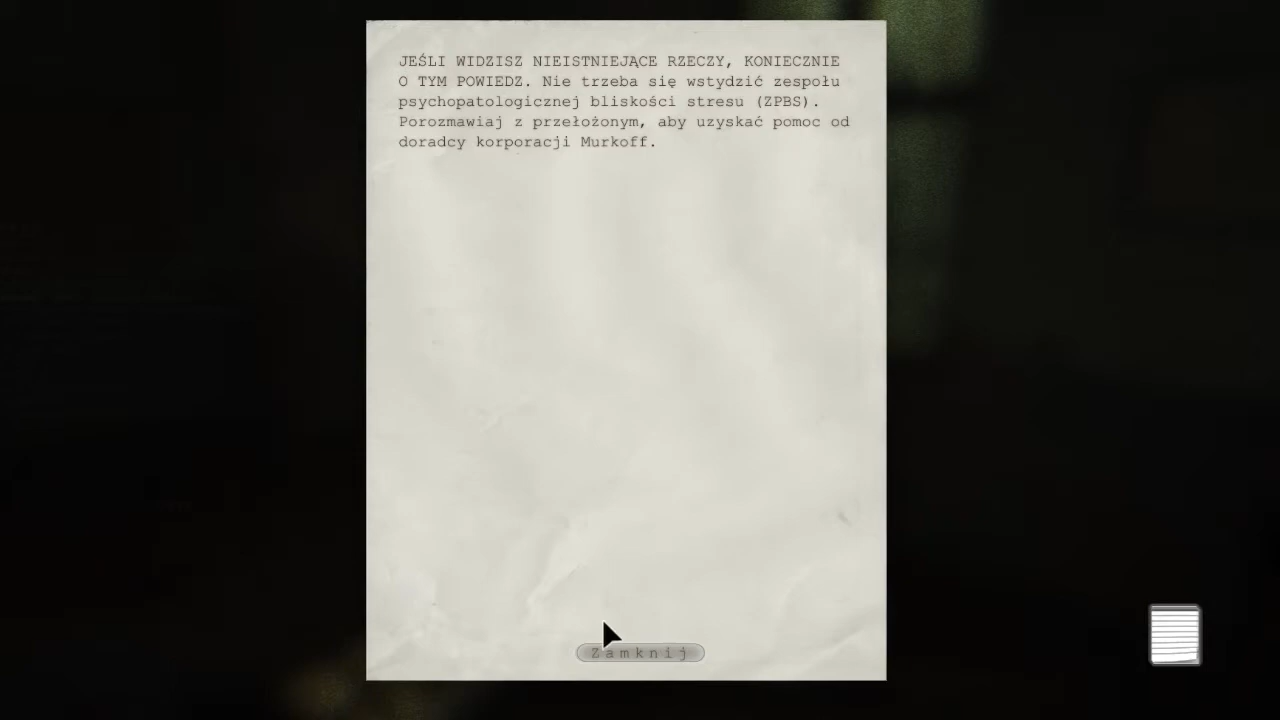 JEŚLI WIDZISZ NIEISTNIEJĄCE RZECZY, KONIECZNIE
O TYM POWIEDZ. Nie trzeba się wstydzić zespołu
psychopatologicznej bliskości stresu (ZPBS).
Porozmawiaj z przełożonym, aby uzyskać pomoc od
doradcy korporacji Murkoff.
Zamknij